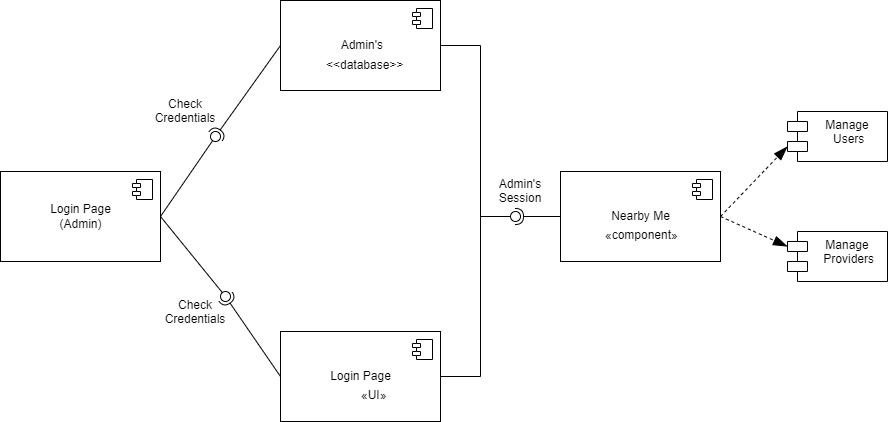 Admin's
<<database>>
Check
Credentials
Login Page
(Admin)
Check
Credentials
Login Page
«UI»
Admin's
Session
Nearby Me
«component»
Manage
Users
Manage
Providers